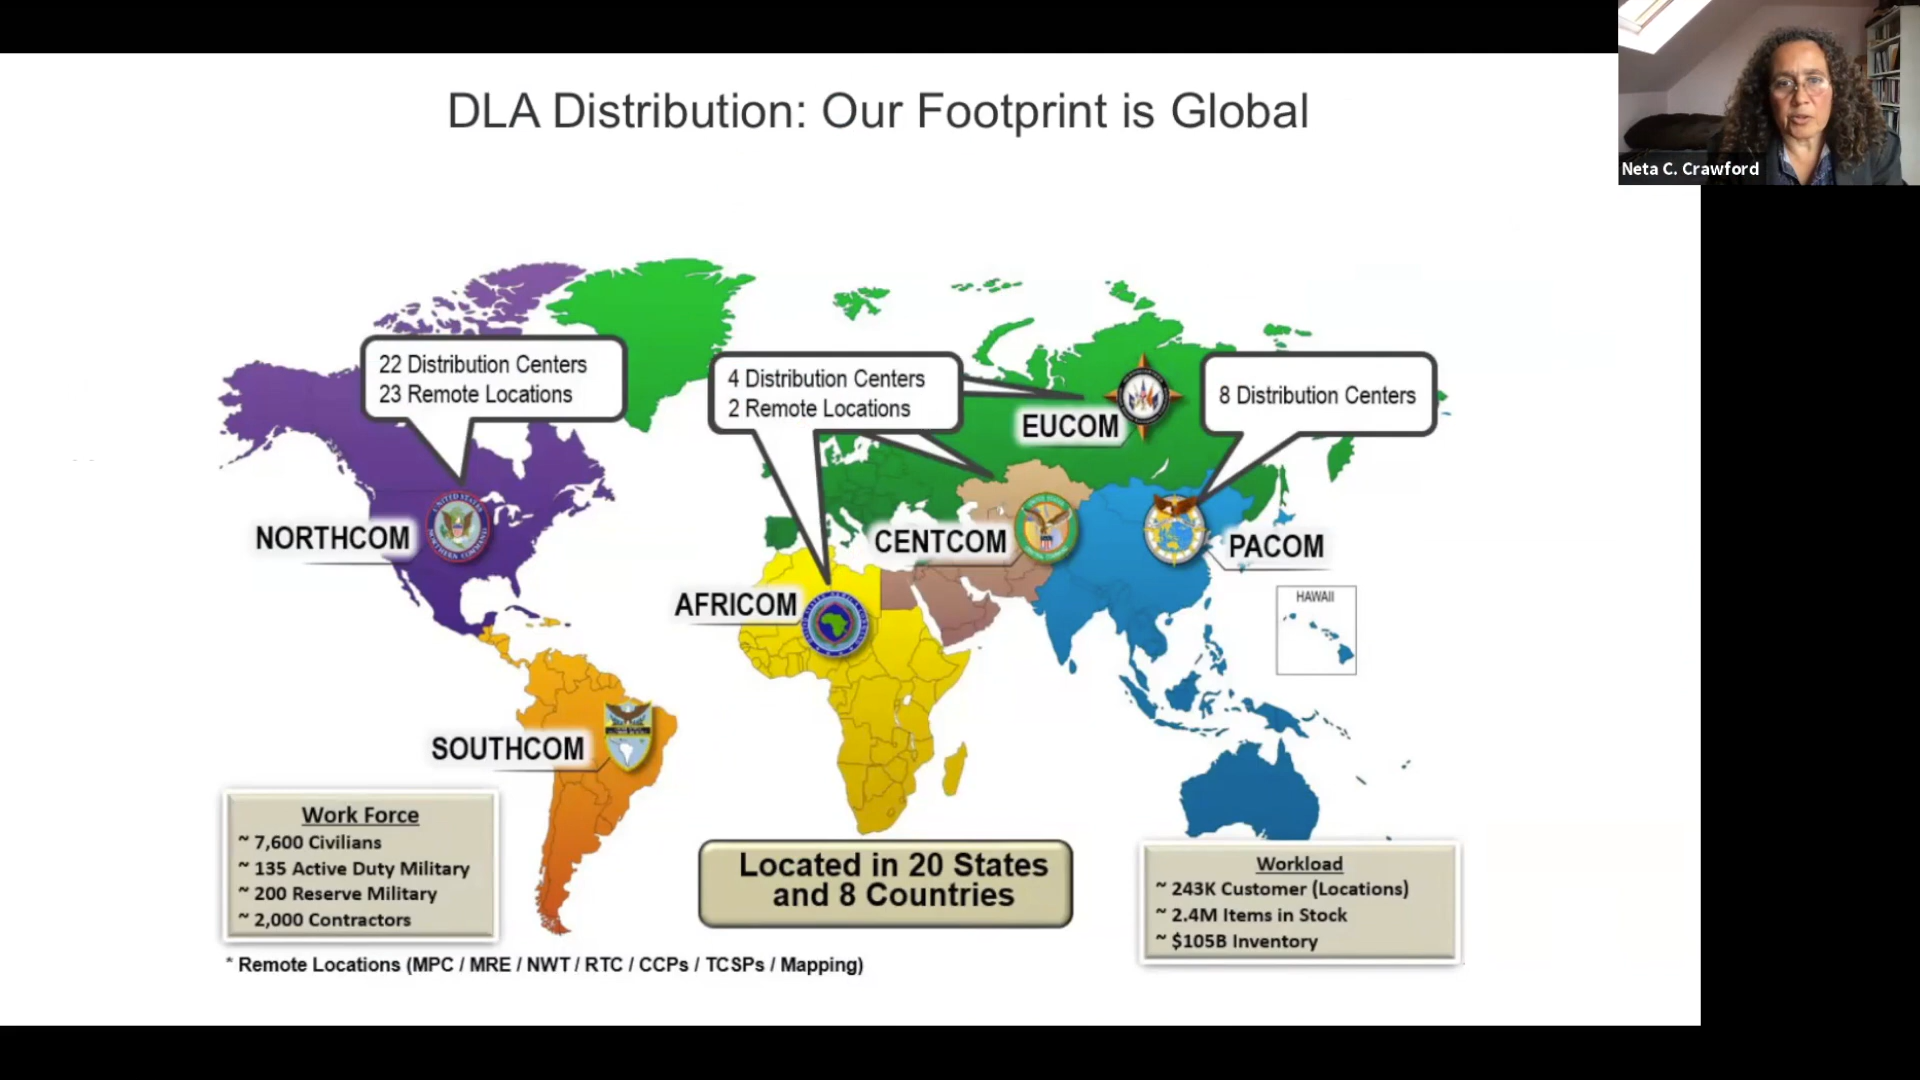 DLA Distribution: Our Footprint is Global
Neta C. Crawford
22 Distribution Centers
23 Remote Locations
4 Distribution Centers
2 Remote Locations
8 Distribution Centers
EUCOM
NORTHCOM
CENTCOM
PACOM
AFRICOM
HAWAII
SOUTHCOM
Work Force
~ 7,600 Civilians
~ 135 Active Duty Military
~ 200 Reserve Military
~ 2,000 Contractors
Located in 20 States
and 8 Countries
Workload
~ 243K Customer (Locations)
~ 2.4M Items in Stock
~ $105B Inventory
* Remote Locations (MPC / MRE / NWT / RTC / CCPs / TCSPs / Mapping)